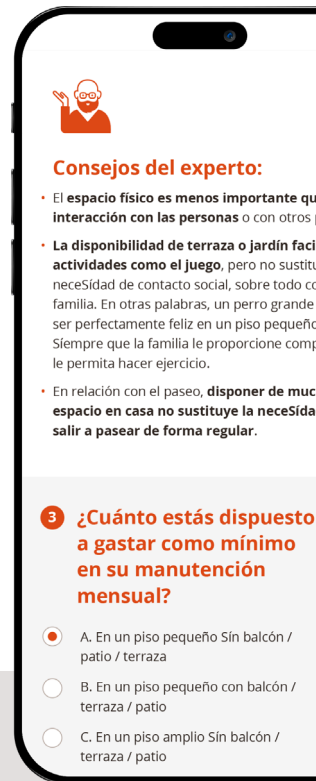 Consejos del experto:
• El espacio físico es menos importante qu
interacción con las personas o con otros
• La disponibilidad de terraza o jardín faci
actividades como el juego, pero no sustitu
neceSídad de contacto social, sobre todo co
familia. En otras palabras, un perro grande
ser perfectamente feliz en un piso pequeño
Síempre que la familia le proporcione comp
le permita hacer ejercicio.
• En relación con el paseo, disponer de muc
espacio en casa no sustituye la neceSída
salir a pasear de forma regular.
3 ¿Cuánto estás dispuesto
a gastar como mínimo
en su manutención
mensual?
A. En un piso pequeño Sín balcón /
patio / terraza
B. En un piso pequeño con balcón /
terraza / patio
C. En un piso amplio Sín balcón /
terraza / patio